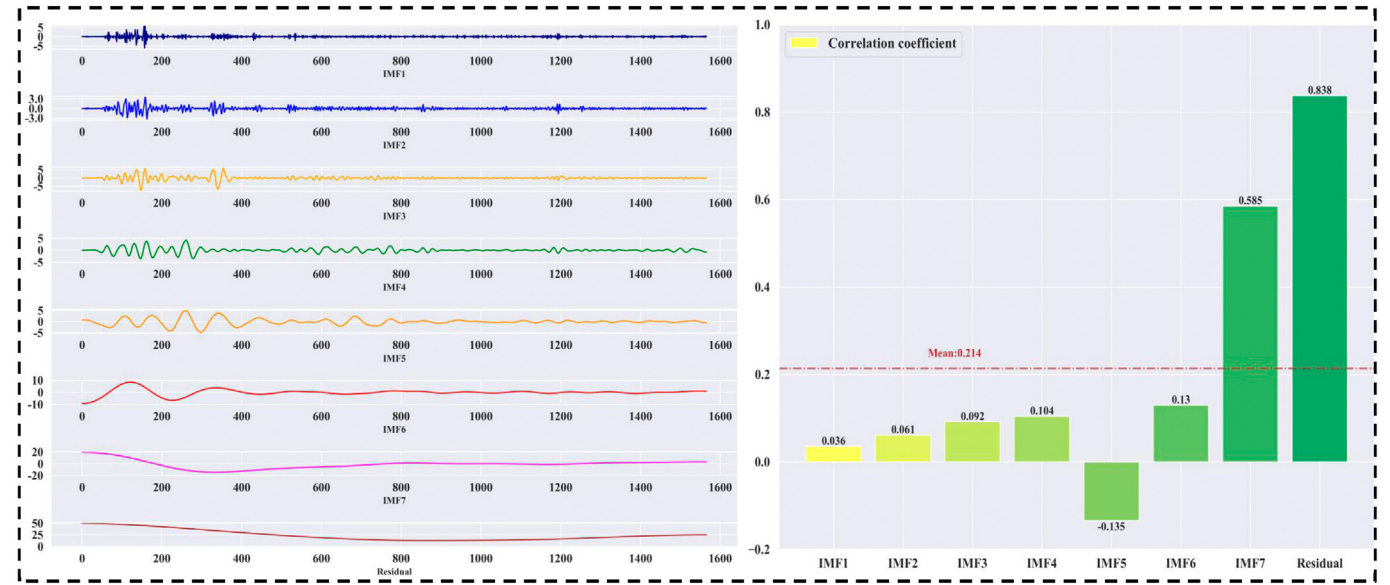 5
0
-5
0 200 400 600 800 1000 1200 1400 1600
IMF1
3.0
0.0
-3.0
0 200 400 600 800 1000 1200 1400 1600
IMF2
5
0
-5
0 200 400 600 800 1000 1200 1400 1600
IMF3
5
0
-5
0 200 400 600 800 1000 1200 1400 1600
IMF4
5
0
-5
0 200 400 600 800 1000 1200 1400 1600
IMF5
10
0
-10
0 200 400 600 800 1000 1200 1400 1600
IMF6
20
0
-20
0 200 400 600 800 1000 1200 1400 1600
IMF7
50
25
0
0 200 400 600 800 1000 1200 1400 1600
Residual
1.0
0.8
0.6
0.4
0.2
0.0
−0.2
Correlation coefficient
Mean:0.214
0.036
0.061
0.092
0.104
-0.135
0.13
0.585
0.838
IMF1 IMF2 IMF3 IMF4 IMF5 IMF6 IMF7 Residual